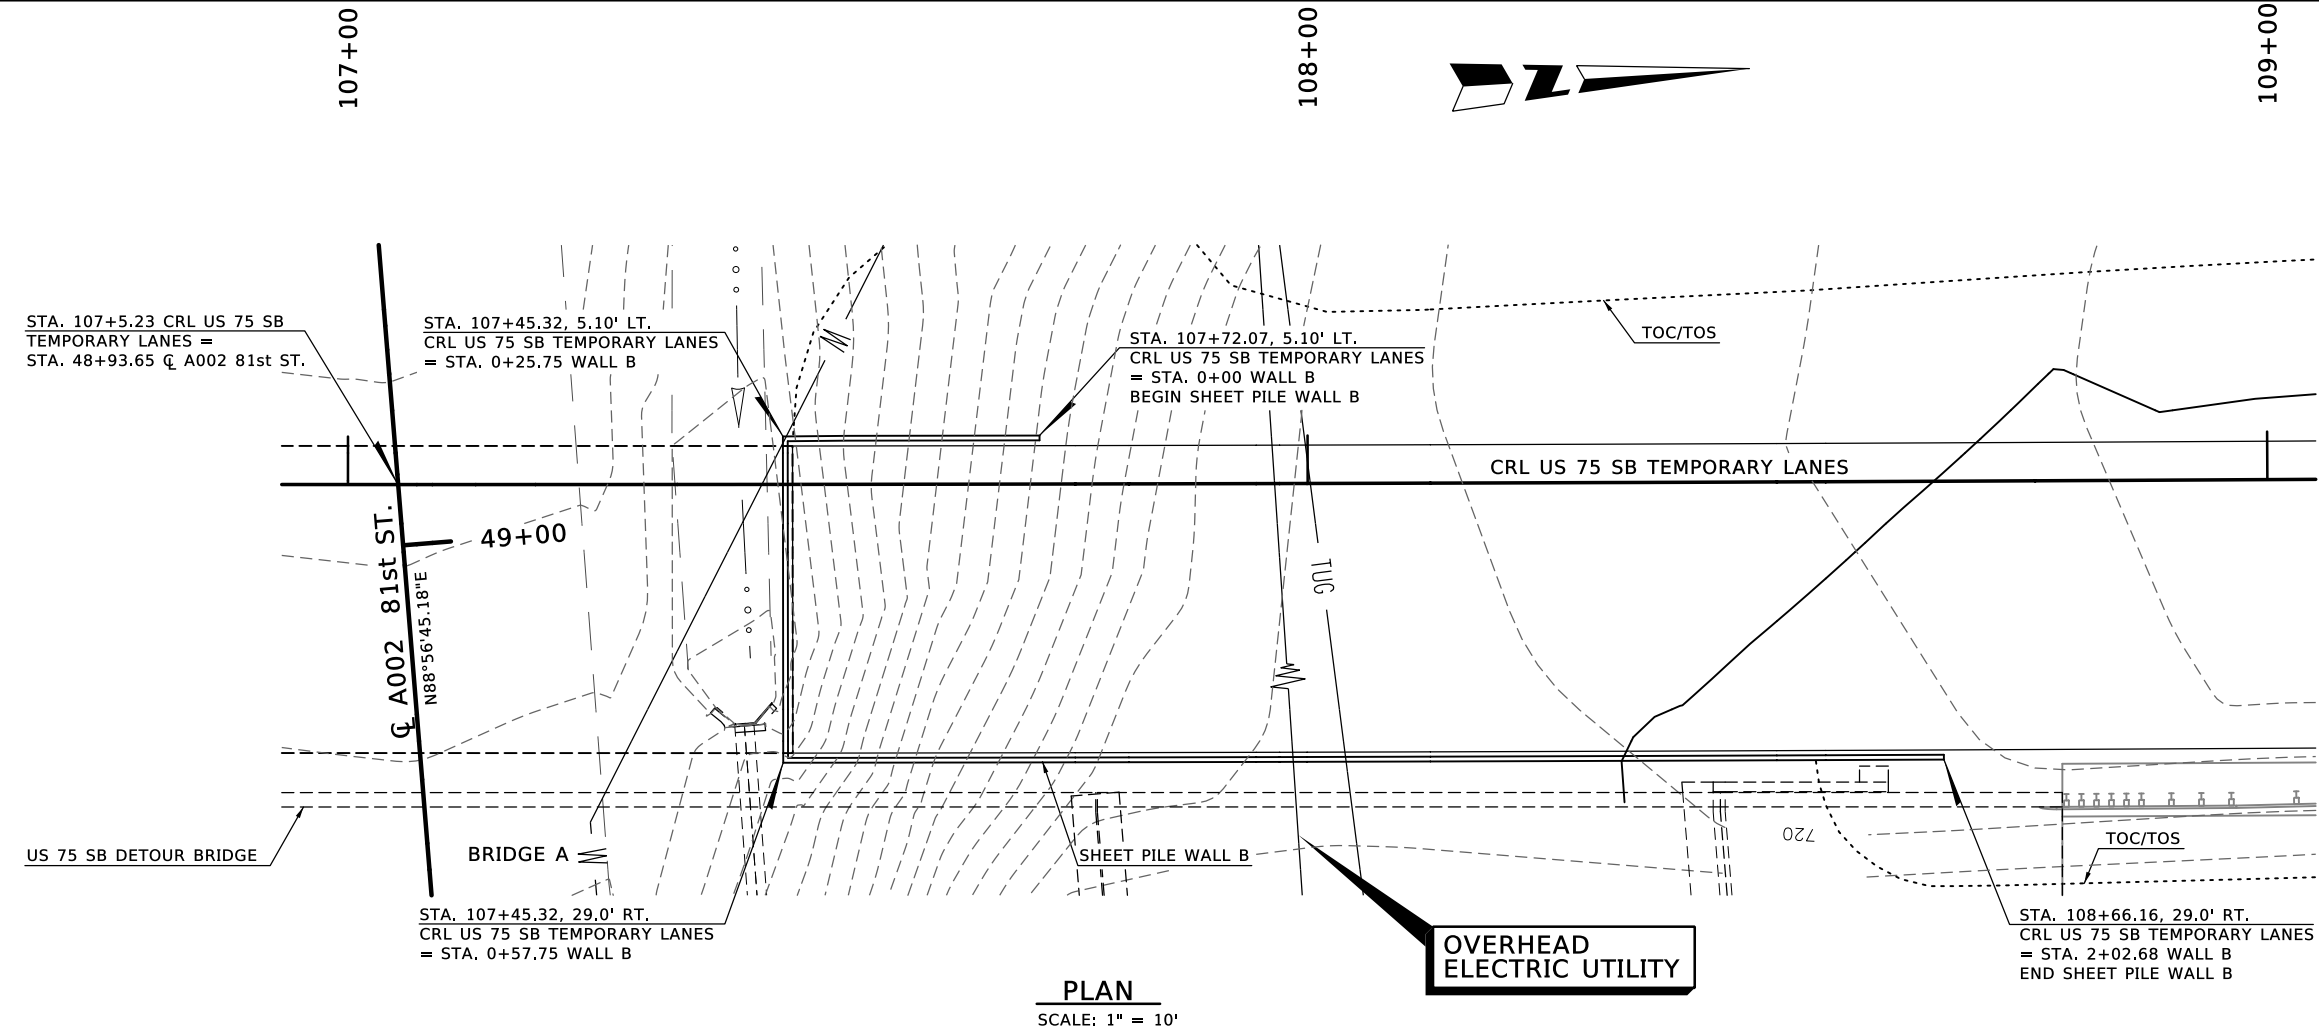 107+00
108+00
109+00
N
STA. 107+5.23 CRL US 75 SB
TEMPORARY LANES =
STA. 48+93.65 ℄ A002 81st ST.
STA. 107+45.32, 5.10' LT.
CRL US 75 SB TEMPORARY LANES
= STA. 0+25.75 WALL B
STA. 107+72.07, 5.10' LT.
CRL US 75 SB TEMPORARY LANES
= STA. 0+00 WALL B
BEGIN SHEET PILE WALL B
TOC/TOS
CRL US 75 SB TEMPORARY LANES
49+00
℄ A002 81st ST.
N88°56'45.18"E
TUG
720
US 75 SB DETOUR BRIDGE
BRIDGE A
SHEET PILE WALL B
TOC/TOS
STA. 107+45.32, 29.0' RT.
CRL US 75 SB TEMPORARY LANES
= STA. 0+57.75 WALL B
OVERHEAD
ELECTRIC UTILITY
STA. 108+66.16, 29.0' RT.
CRL US 75 SB TEMPORARY LANES
= STA. 2+02.68 WALL B
END SHEET PILE WALL B
PLAN
SCALE: 1" = 10'